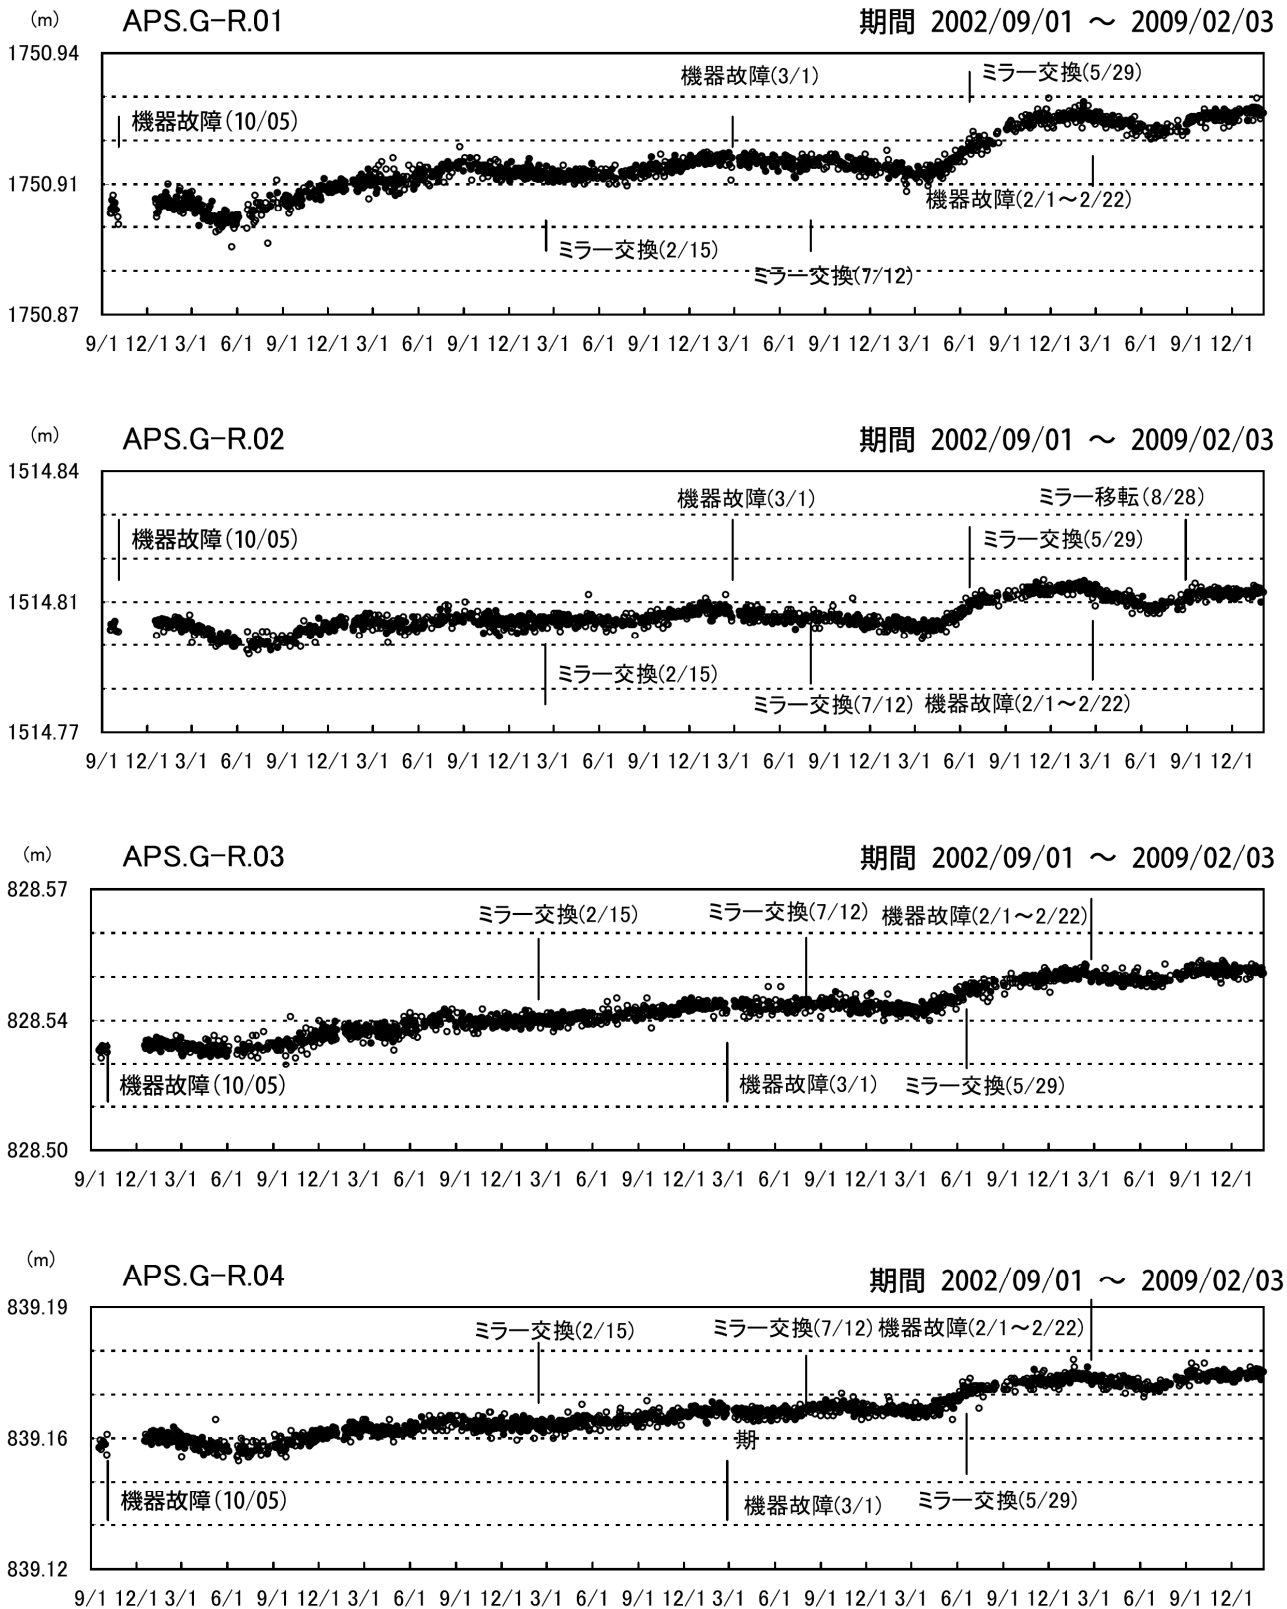 (m) APS.G-R.01 期間 2002/09/01 ～ 2009/02/03
1750.94
機器故障(3/1) ミラー交換(5/29)
機器故障(10/05)
1750.91
機器故障(2/1～2/22)
ミラー交換(2/15)
ミラー交換(7/12)
1750.87
9/1 12/1 3/1 6/1 9/1 12/1 3/1 6/1 9/1 12/1 3/1 6/1 9/1 12/1 3/1 6/1 9/1 12/1 3/1 6/1 9/1 12/1 3/1 6/1 9/1 12/1
(m) APS.G-R.02 期間 2002/09/01 ～ 2009/02/03
1514.84
機器故障(3/1) ミラー移転(8/28)
機器故障(10/05) ミラー交換(5/29)
1514.81
ミラー交換(2/15)
ミラー交換(7/12) 機器故障(2/1～2/22)
1514.77
9/1 12/1 3/1 6/1 9/1 12/1 3/1 6/1 9/1 12/1 3/1 6/1 9/1 12/1 3/1 6/1 9/1 12/1 3/1 6/1 9/1 12/1 3/1 6/1 9/1 12/1
(m) APS.G-R.03 期間 2002/09/01 ～ 2009/02/03
828.57
ミラー交換(2/15) ミラー交換(7/12) 機器故障(2/1～2/22)
828.54
機器故障(10/05) 機器故障(3/1) ミラー交換(5/29)
828.50
9/1 12/1 3/1 6/1 9/1 12/1 3/1 6/1 9/1 12/1 3/1 6/1 9/1 12/1 3/1 6/1 9/1 12/1 3/1 6/1 9/1 12/1 3/1 6/1 9/1 12/1
(m) APS.G-R.04 期間 2002/09/01 ～ 2009/02/03
839.19
ミラー交換(2/15) ミラー交換(7/12) 機器故障(2/1～2/22)
839.16
期
機器故障(10/05) 機器故障(3/1) ミラー交換(5/29)
839.12
9/1 12/1 3/1 6/1 9/1 12/1 3/1 6/1 9/1 12/1 3/1 6/1 9/1 12/1 3/1 6/1 9/1 12/1 3/1 6/1 9/1 12/1 3/1 6/1 9/1 12/1